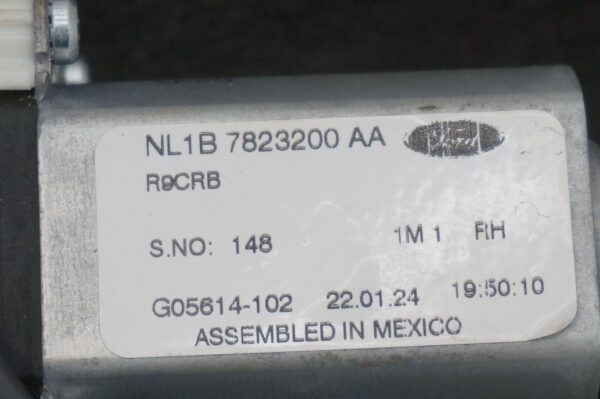 NL1B 7823200 AA Ford
R9CRB
S.NO: 148 1M 1 RH
G05614-102 22.01.24 19:50:10
ASSEMBLED IN MEXICO